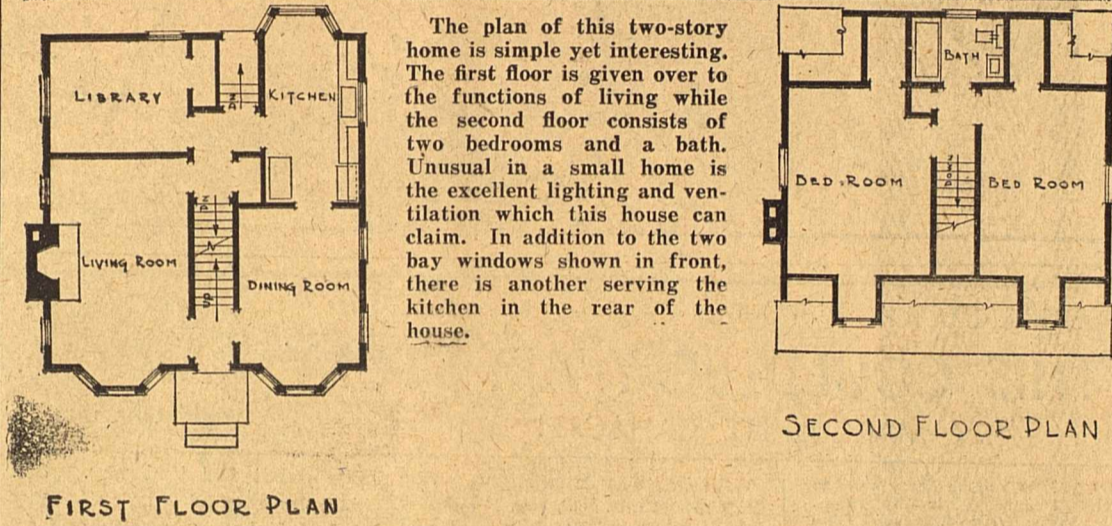 LIBRARY
KITCHEN
LIVING ROOM
DINING ROOM
UP
FIRST FLOOR PLAN
The plan of this two-story
home is simple yet interesting.
The first floor is given over to
the functions of living while
the second floor consists of
two bedrooms and a bath.
Unusual in a small home is
the excellent lighting and ven-
tilation which this house can
claim. In addition to the two
bay windows shown in front,
there is another serving the
kitchen in the rear of the
house.
BATH
BED ROOM
DOWN
BED ROOM
SECOND FLOOR PLAN